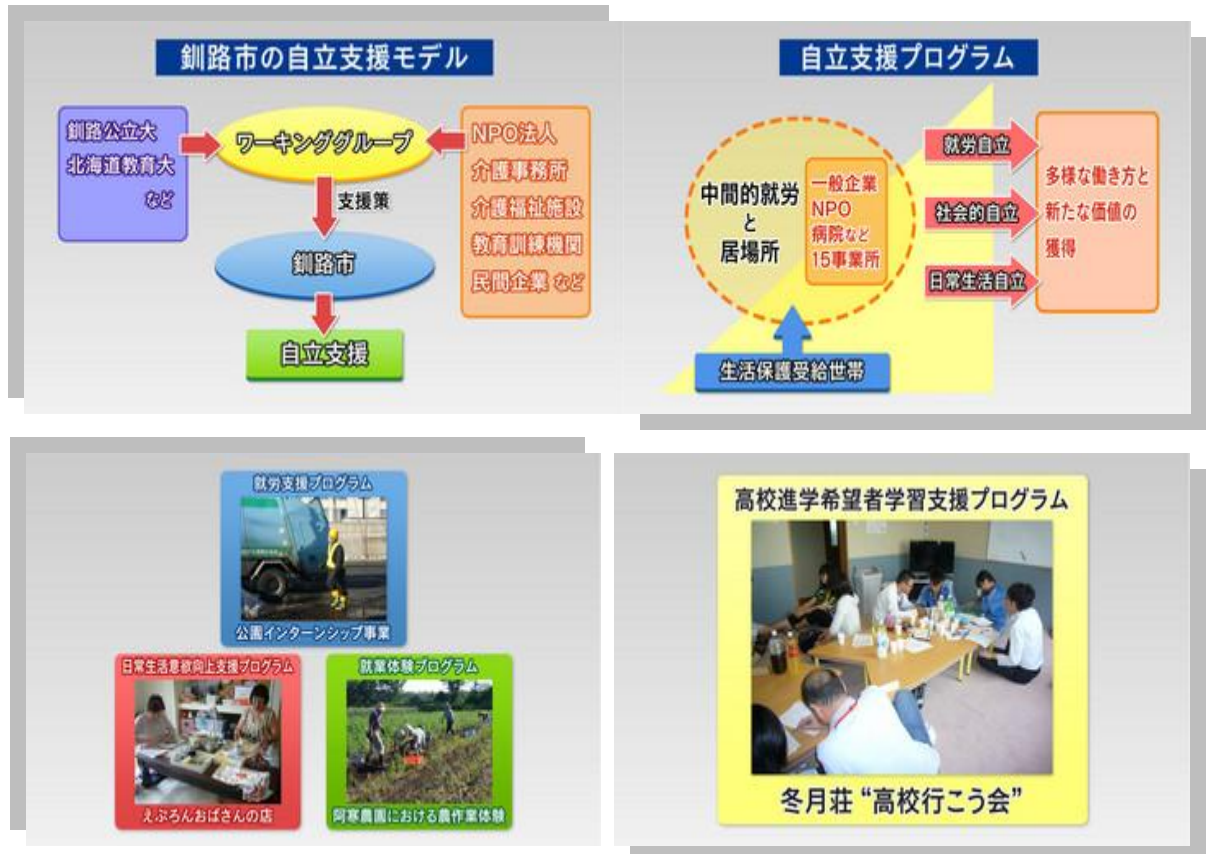 釧路市の自立支援モデル
釧路公立大
北海道教育大
など
ワーキンググループ
NPO法人
介護事務所
介護福祉施設
教育訓練機関
民間企業 など
支援策
釧路市
自立支援
自立支援プログラム
中間的就労
と
居場所
一般企業
NPO
病院など
15事業所
就労自立
社会的自立
日常生活自立
多様な働き方と
新たな価値の
獲得
生活保護受給世帯
就労支援プログラム
公園インターンシップ事業
日常生活意欲向上支援プログラム
えぷろんおばさんの店
就業体験プログラム
阿寒農園における農作業体験
高校進学希望者学習支援プログラム
冬月荘“高校行こう会”